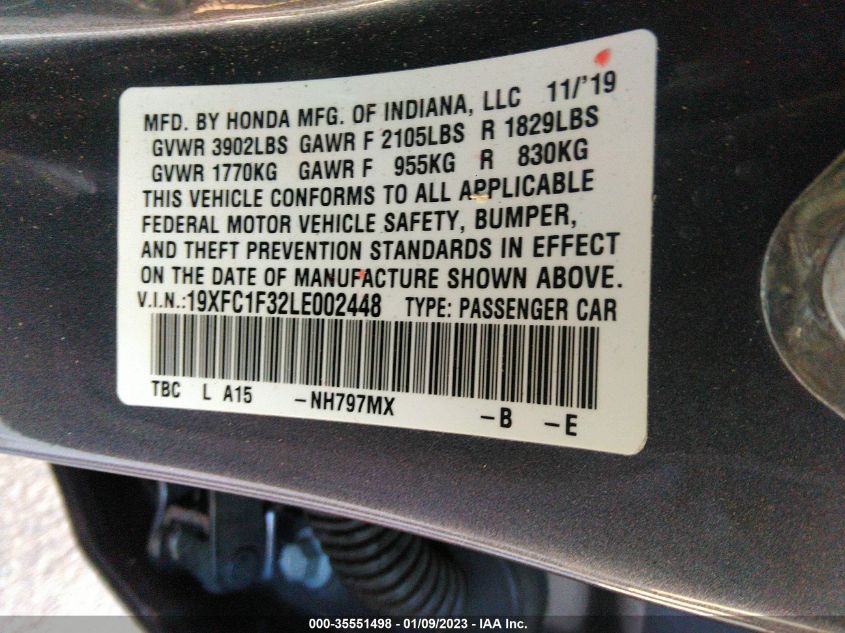 MFD. BY HONDA MFG. OF INDIANA, LLC 11/'19
GVWR 3902LBS GAWR F 2105LBS R 1829LBS
GVWR 1770KG GAWR F 955KG R 830KG
THIS VEHICLE CONFORMS TO ALL APPLICABLE
FEDERAL MOTOR VEHICLE SAFETY, BUMPER,
AND THEFT PREVENTION STANDARDS IN EFFECT
ON THE DATE OF MANUFACTURE SHOWN ABOVE.
V.I.N.:19XFC1F32LE002448 TYPE: PASSENGER CAR
TBC L A15 -NH797MX -B -E
000-35551498 - 01/09/2023 - IAA Inc.